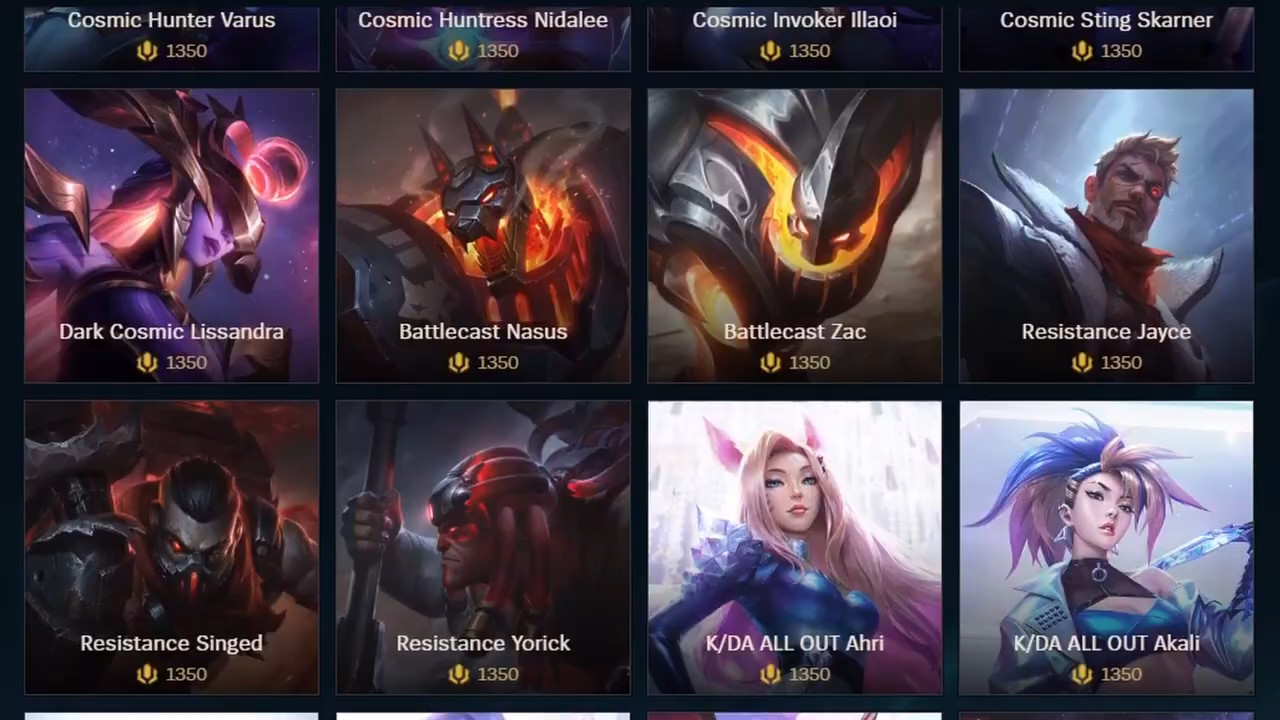 Cosmic Hunter Varus
1350
Cosmic Huntress Nidalee
1350
Cosmic Invoker Illaoi
1350
Cosmic Sting Skarner
1350
Dark Cosmic Lissandra
1350
Battlecast Nasus
1350
Battlecast Zac
1350
Resistance Jayce
1350
Resistance Singed
1350
Resistance Yorick
1350
K/DA ALL OUT Ahri
1350
K/DA ALL OUT Akali
1350